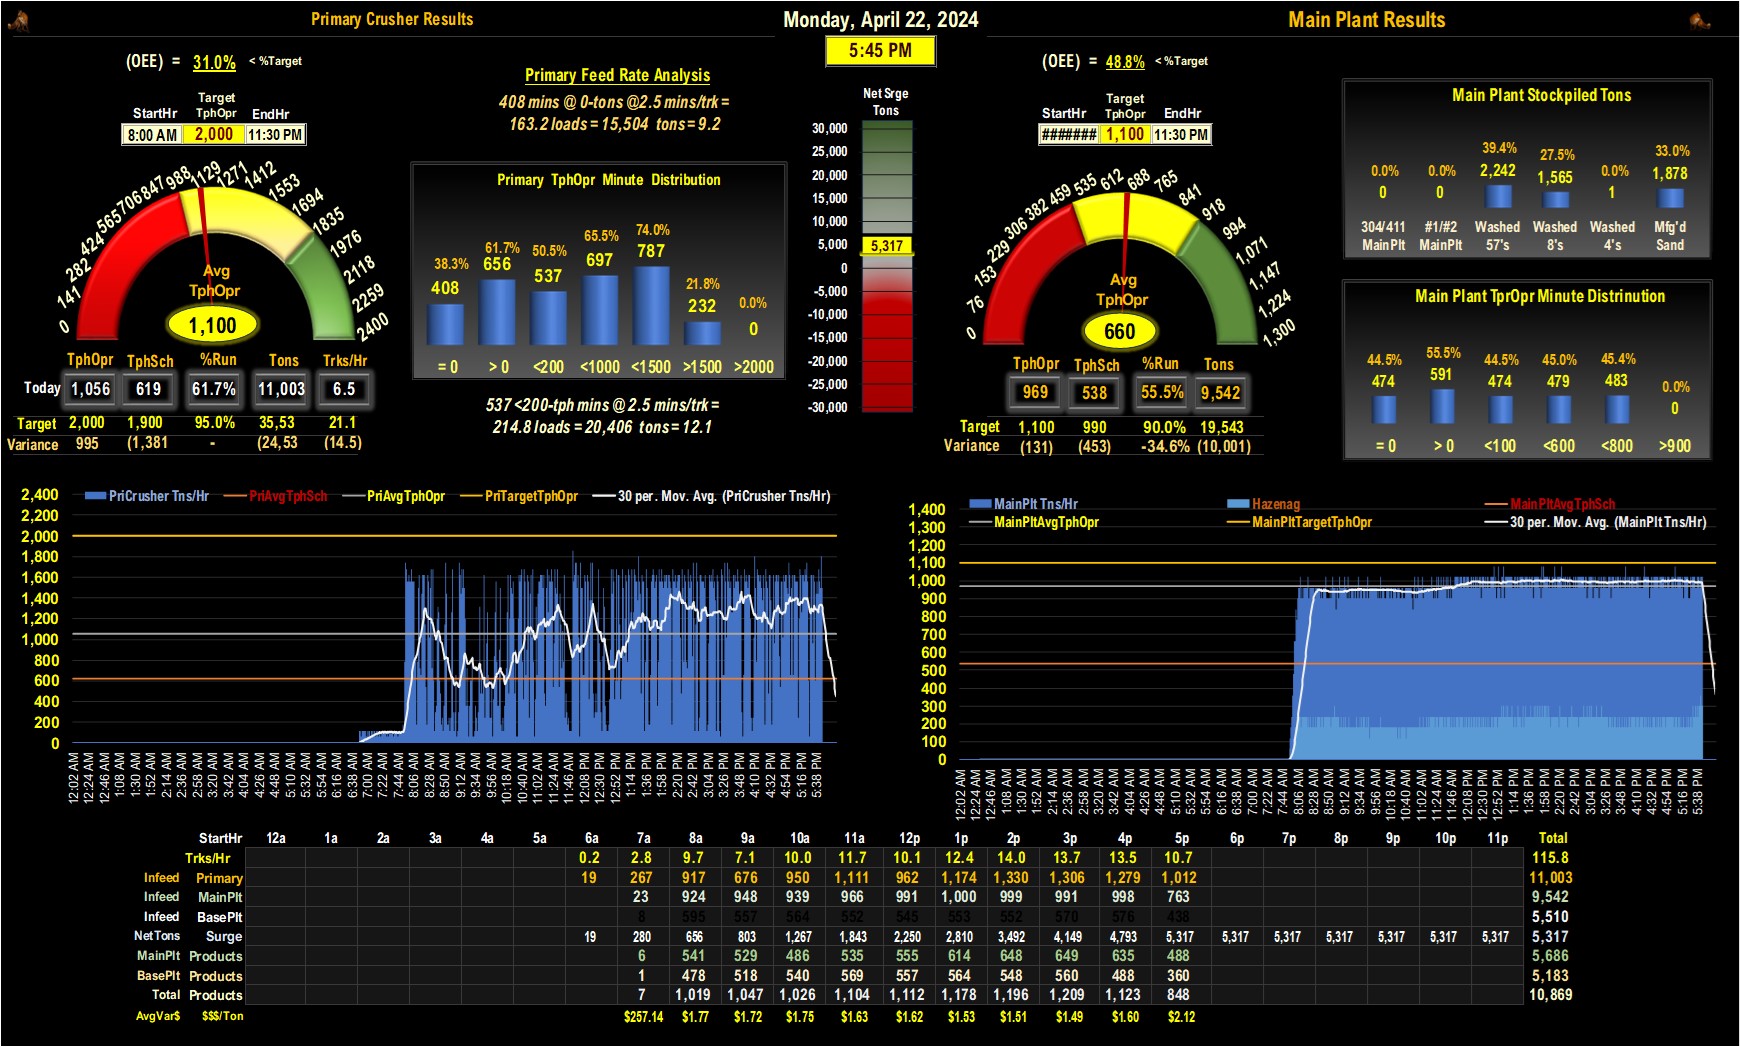 Primary Crusher Results
Monday, April 22, 2024
Main Plant Results
5:45 PM
(OEE) = 31.0% < %Target
Target
StartHr TphOpr EndHr
8:00 AM 2,000 11:30 PM
0 141 282 424 565 706 847 988 1129 1271 1412 1553 1694 1835 1976 2118 2259 2400
Avg
TphOpr
1,100
TphOpr TphSch %Run Tons Trks/Hr
Today 1,056 619 61.7% 11,003 6.5
Target 2,000 1,900 95.0% 35,53 21.1
Variance 995 (1,381 - (24,53 (14.5)
Primary Feed Rate Analysis
408 mins @ 0-tons @2.5 mins/trk =
163.2 loads = 15,504 tons = 9.2
Primary TphOpr Minute Distribution
38.3% 61.7% 50.5% 65.5% 74.0% 21.8% 0.0%
408 656 537 697 787 232 0
= 0 > 0 <200 <1000 <1500 >1500 >2000
537 <200-tph mins @ 2.5 mins/trk =
214.8 loads = 20,406 tons = 12.1
Net Srge
Tons
30,000
25,000
20,000
15,000
10,000
5,000
0
-5,000
-10,000
-15,000
-20,000
-25,000
-30,000
5,317
(OEE) = 48.8% < %Target
Target
StartHr TphOpr EndHr
####### 1,100 11:30 PM
0 76 153 229 306 382 459 535 612 688 765 841 918 994 1,071 1,147 1,224 1,300
Avg
TphOpr
660
TphOpr TphSch %Run Tons
969 538 55.5% 9,542
Target 1,100 990 90.0% 19,543
Variance (131) (453) -34.6% (10,001)
Main Plant Stockpiled Tons
0.0% 0.0% 39.4% 27.5% 0.0% 33.0%
0 0 2,242 1,565 1 1,878
304/411 #1/#2 Washed Washed Washed Mfg'd
MainPlt MainPlt 57's 8's 4's Sand
Main Plant TprOpr Minute Distrinution
44.5% 55.5% 44.5% 45.0% 45.4% 0.0%
474 591 474 479 483 0
= 0 > 0 <100 <600 <800 >900
PriCrusher Tns/Hr PriAvgTphSch PriAvgTphOpr PriTargetTphOpr 30 per. Mov. Avg. (PriCrusher Tns/Hr)
2,400
2,200
2,000
1,800
1,600
1,400
1,200
1,000
800
600
400
200
0
12:02 AM 12:24 AM 12:46 AM 1:08 AM 1:30 AM 1:52 AM 2:14 AM 2:36 AM 2:58 AM 3:20 AM 3:42 AM 4:04 AM 4:26 AM 4:48 AM 5:10 AM 5:32 AM 5:54 AM 6:16 AM 6:38 AM 7:00 AM 7:22 AM 7:44 AM 8:06 AM 8:28 AM 8:50 AM 9:12 AM 9:34 AM 9:56 AM 10:18 AM 10:40 AM 11:02 AM 11:24 AM 11:46 AM 12:08 PM 12:30 PM 12:52 PM 1:14 PM 1:36 PM 1:58 PM 2:20 PM 2:42 PM 3:04 PM 3:26 PM 3:48 PM 4:10 PM 4:32 PM 4:54 PM 5:16 PM 5:38 PM
MainPlt Tns/Hr Hazenag MainPltAvgTphSch
MainPltAvgTphOpr MainPltTargetTphOpr 30 per. Mov. Avg. (MainPlt Tns/Hr)
1,400
1,300
1,200
1,100
1,000
900
800
700
600
500
400
300
200
100
0
12:02 AM 12:24 AM 12:46 AM 1:08 AM 1:30 AM 1:52 AM 2:14 AM 2:36 AM 2:58 AM 3:20 AM 3:42 AM 4:04 AM 4:26 AM 4:48 AM 5:10 AM 5:32 AM 5:54 AM 6:16 AM 6:38 AM 7:00 AM 7:22 AM 7:44 AM 8:06 AM 8:28 AM 8:50 AM 9:12 AM 9:34 AM 9:56 AM 10:18 AM 10:40 AM 11:02 AM 11:24 AM 11:46 AM 12:08 PM 12:30 PM 12:52 PM 1:14 PM 1:36 PM 1:58 PM 2:20 PM 2:42 PM 3:04 PM 3:26 PM 3:48 PM 4:10 PM 4:32 PM 4:54 PM 5:16 PM 5:38 PM
StartHr 12a 1a 2a 3a 4a 5a 6a 7a 8a 9a 10a 11a 12p 1p 2p 3p 4p 5p 6p 7p 8p 9p 10p 11p Total
Trks/Hr 0.2 2.8 9.7 7.1 10.0 11.7 10.1 12.4 14.0 13.7 13.5 10.7 115.8
Infeed Primary 19 267 917 676 950 1,111 962 1,174 1,330 1,306 1,279 1,012 11,003
Infeed MainPlt 23 924 948 939 966 991 1,000 999 991 998 763 9,542
Infeed BasePlt 8 595 557 564 552 545 553 552 570 576 438 5,510
NetTons Surge 19 280 656 803 1,267 1,843 2,250 2,810 3,492 4,149 4,793 5,317 5,317 5,317 5,317 5,317 5,317 5,317 5,317
MainPlt Products 6 541 529 486 535 555 614 648 649 635 488 5,686
BasePlt Products 1 478 518 540 569 557 564 548 560 488 360 5,183
Total Products 7 1,019 1,047 1,026 1,104 1,112 1,178 1,196 1,209 1,123 848 10,869
AvgVar$ $$$/Ton $257.14 $1.77 $1.72 $1.75 $1.63 $1.62 $1.53 $1.51 $1.49 $1.60 $2.12